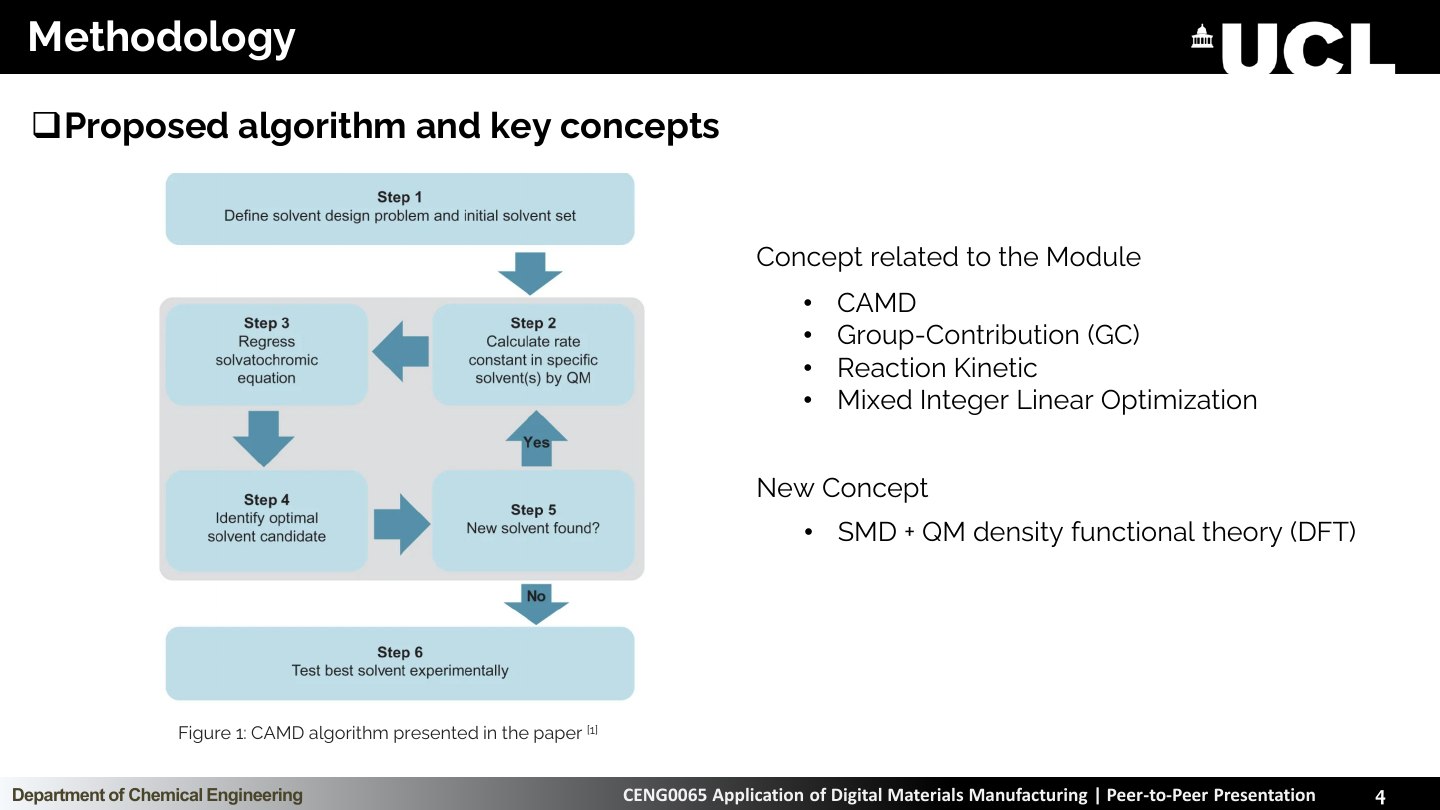 Methodology
UCL
❑Proposed algorithm and key concepts
Step 1
Define solvent design problem and initial solvent set
Step 3
Regress
solvatochromic
equation
Step 2
Calculate rate
constant in specific
solvent(s) by QM
Yes
Step 4
Identify optimal
solvent candidate
Step 5
New solvent found?
No
Step 6
Test best solvent experimentally
Figure 1: CAMD algorithm presented in the paper [1]
Concept related to the Module
• CAMD
• Group-Contribution (GC)
• Reaction Kinetic
• Mixed Integer Linear Optimization
New Concept
• SMD + QM density functional theory (DFT)
Department of Chemical Engineering
CENG0065 Application of Digital Materials Manufacturing | Peer-to-Peer Presentation
4